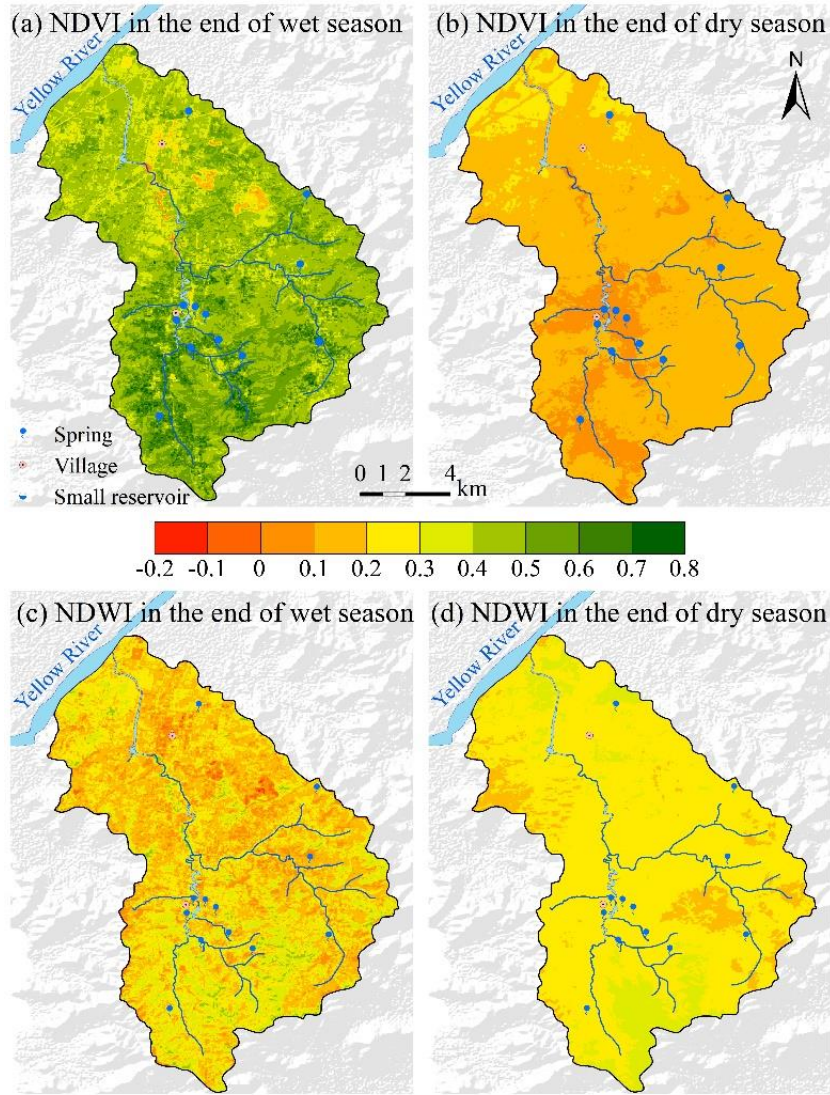 (a) NDVI in the end of wet season
(b) NDVI in the end of dry season
Yellow River
Yellow River
N
Spring
Village
Small reservoir
0 1 2 4
km
-0.2 -0.1 0 0.1 0.2 0.3 0.4 0.5 0.6 0.7 0.8
(c) NDWI in the end of wet season
(d) NDWI in the end of dry season
Yellow River
Yellow River